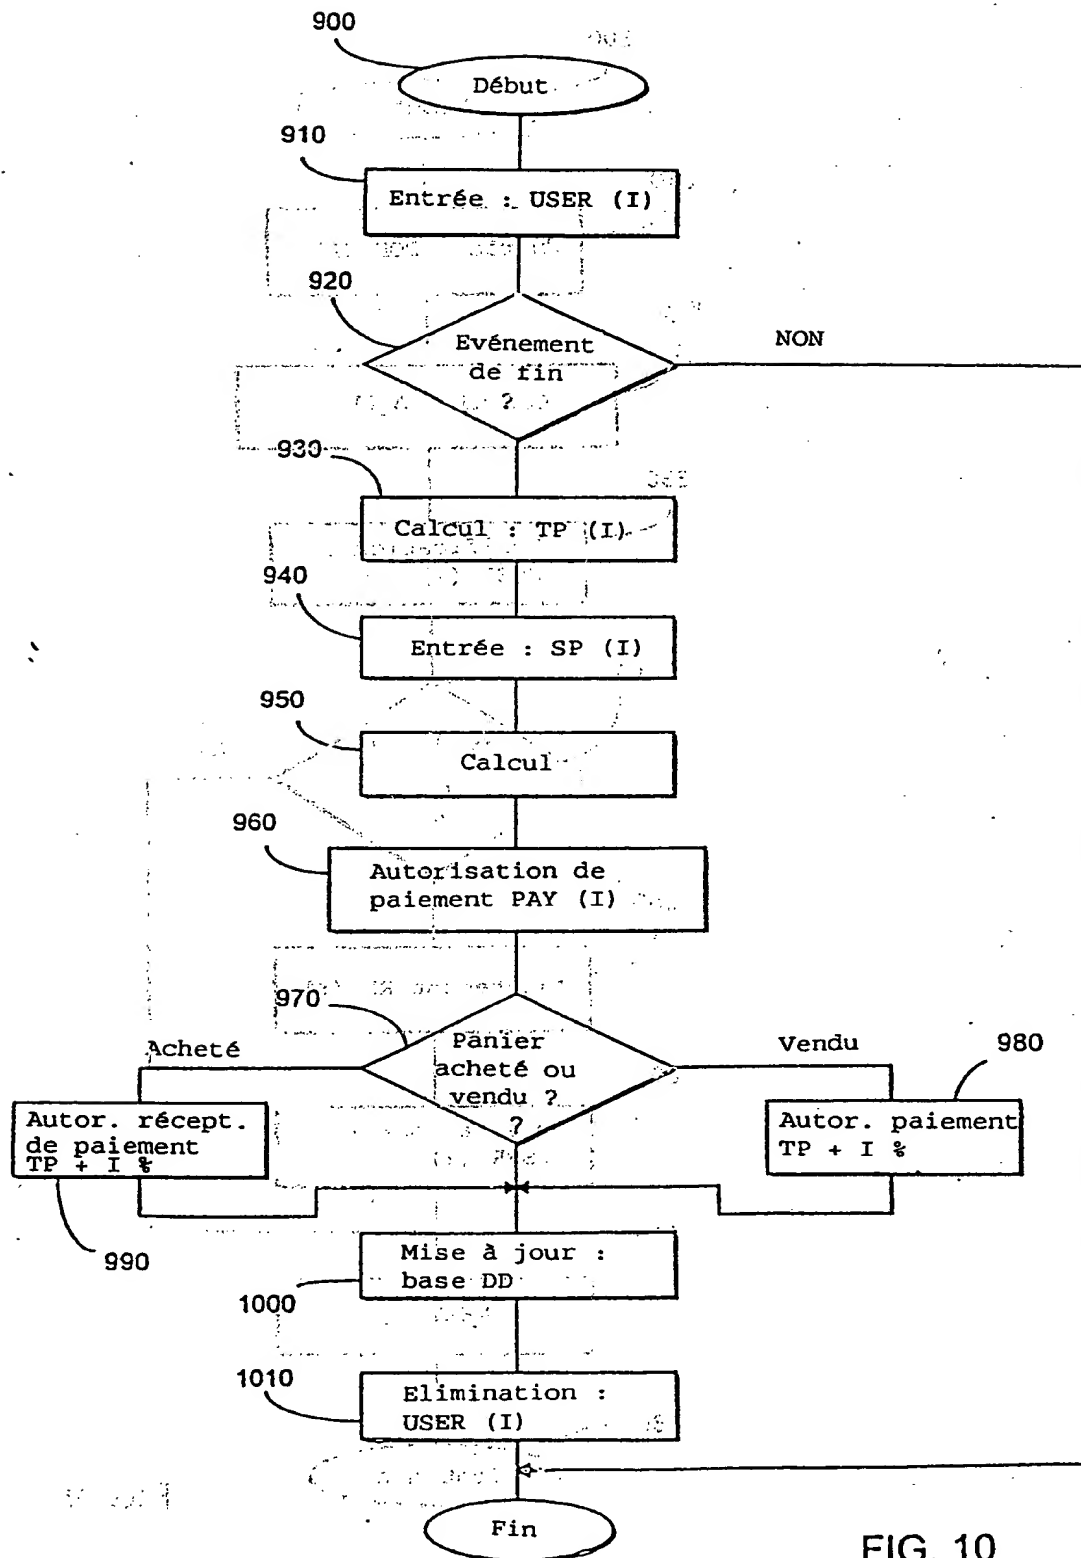 900
Début
910
Entrée : USER (I)
920
Evénement
de fin
?
NON
930
Calcul : TP (I)
940
Entrée : SP (I)
950
Calcul
960
Autorisation de
paiement PAY (I)
970
Panier
acheté ou
vendu ?
?
Acheté
Vendu
980
Autor. récept.
de paiement
TP + I %
Autor. paiement
TP + I %
990
Mise à jour :
base DD
1000
1010
Elimination :
USER (I)
Fin
FIG. 10